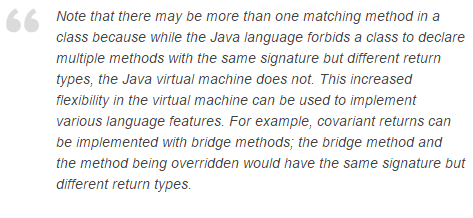 Note that there may be more than one matching method in a
class because while the Java language forbids a class to declare
multiple methods with the same signature but different return
types, the Java virtual machine does not. This increased
flexibility in the virtual machine can be used to implement
various language features. For example, covariant returns can
be implemented with bridge methods; the bridge method and
the method being overridden would have the same signature but
different return types.